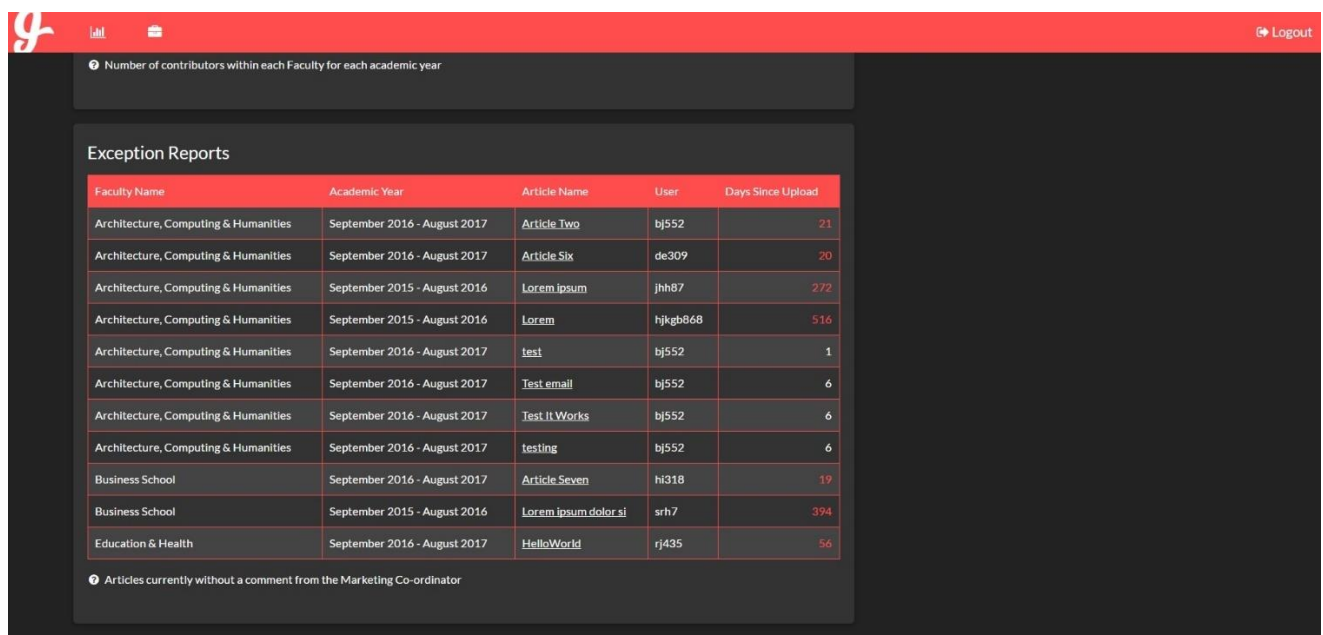 g
Logout
Number of contributors within each Faculty for each academic year
Exception Reports
Faculty Name Academic Year Article Name User Days Since Upload
Architecture, Computing & Humanities September 2016 - August 2017 Article Two bj552 21
Architecture, Computing & Humanities September 2016 - August 2017 Article Six de309 20
Architecture, Computing & Humanities September 2015 - August 2016 Lorem ipsum jhh87 272
Architecture, Computing & Humanities September 2015 - August 2016 Lorem hjkgb868 516
Architecture, Computing & Humanities September 2016 - August 2017 test bj552 1
Architecture, Computing & Humanities September 2016 - August 2017 Test email bj552 6
Architecture, Computing & Humanities September 2016 - August 2017 Test It Works bj552 6
Architecture, Computing & Humanities September 2016 - August 2017 testing bj552 6
Business School September 2016 - August 2017 Article Seven hi318 19
Business School September 2015 - August 2016 Lorem ipsum dolor si srh7 394
Education & Health September 2016 - August 2017 HelloWorld rj435 56
Articles currently without a comment from the Marketing Co-ordinator